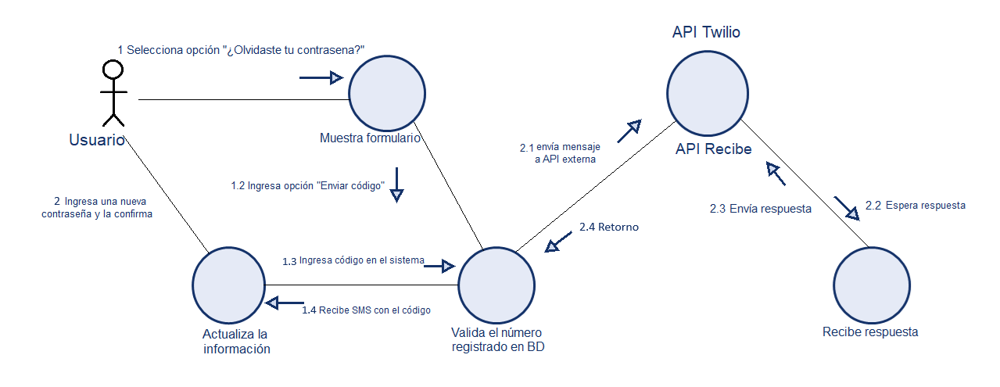 API Twilio
1 Selecciona opción "¿Olvidaste tu contrasena?"
Usuario
Muestra formulario
2.1 envía mensaje
a API externa
API Recibe
1.2 Ingresa opción "Enviar código"
2 Ingresa una nueva
contraseña y la confirma
2.3 Envía respuesta
2.2 Espera respuesta
2.4 Retorno
1.3 Ingresa código en el sistema
1.4 Recibe SMS con el código
Actualiza la
información
Valida el número
registrado en BD
Recibe respuesta